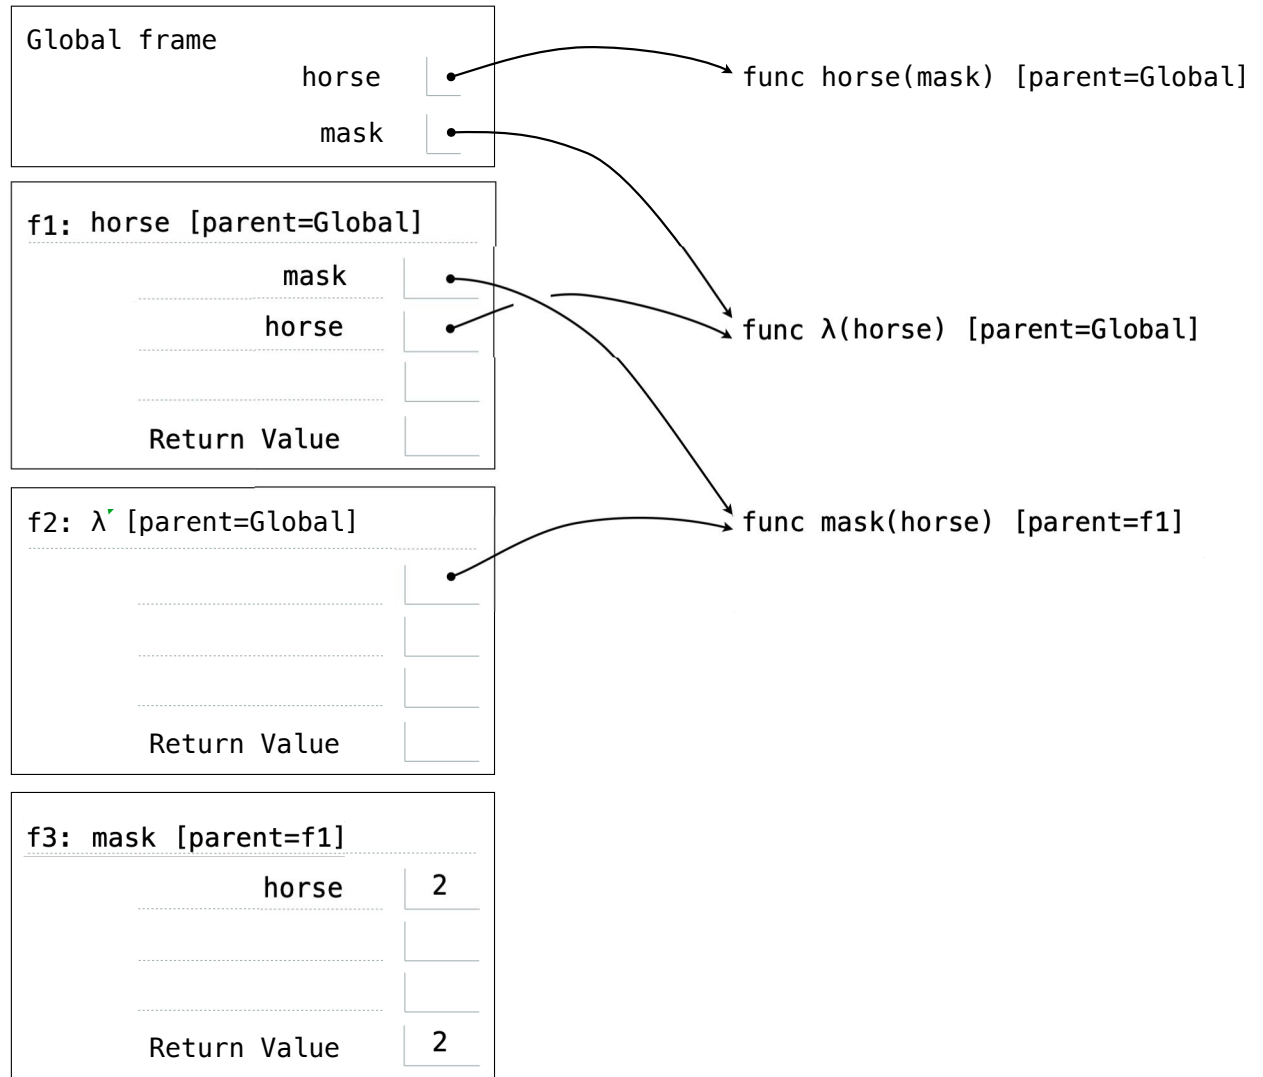 Global frame
horse
func horse(mask) [parent=Global]
mask
f1: horse [parent=Global]
mask
horse
func λ(horse) [parent=Global]
Return Value
f2: λ [parent=Global]
func mask(horse) [parent=f1]
Return Value
f3: mask [parent=f1]
horse 2
Return Value 2